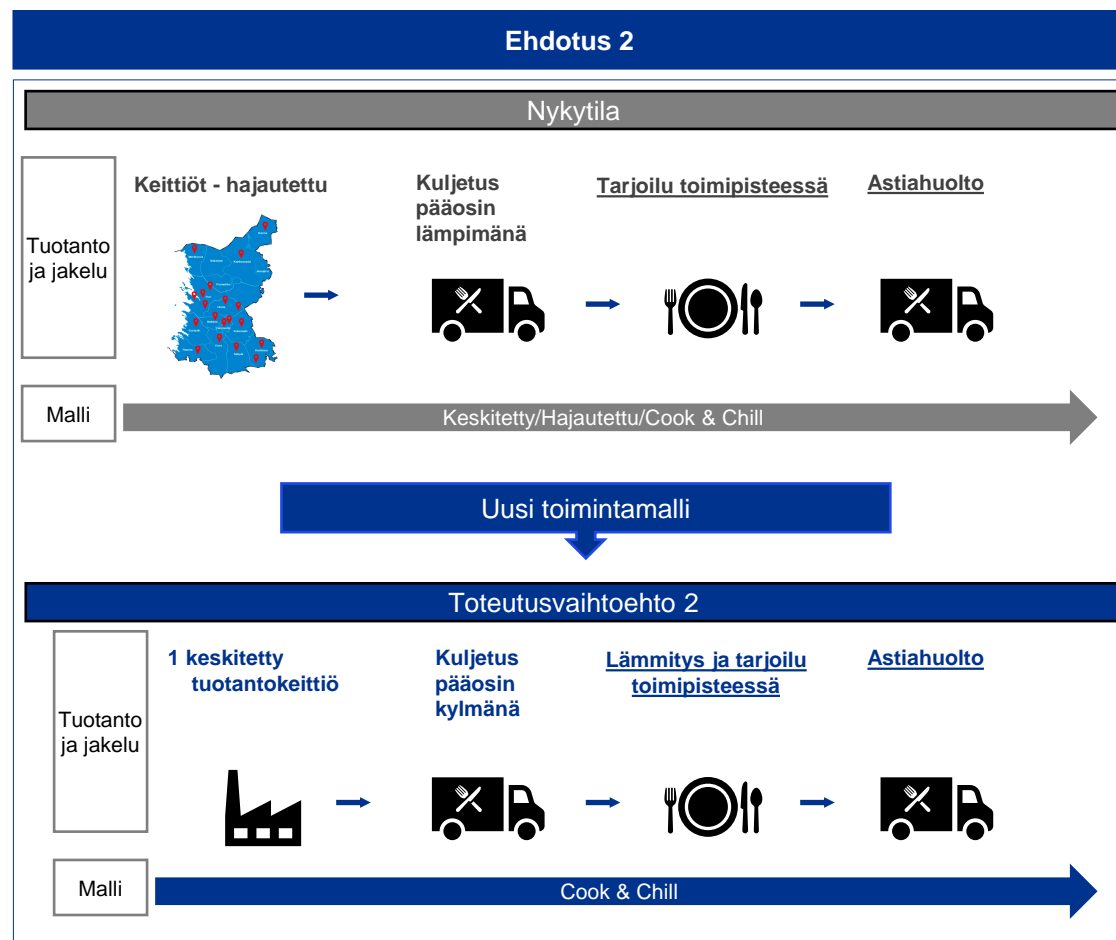 Ehdotus 2
Nykytila
Tuotanto
ja jakelu
Keittiöt - hajautettu
Kuljetus
pääosin
lämpimänä
Tarjoilu toimipisteessä
Astiahuolto
Malli
Keskitetty/Hajautettu/Cook & Chill
Uusi toimintamalli
Toteutusvaihtoehto 2
Tuotanto
ja jakelu
1 keskitetty
tuotantokeittiö
Kuljetus
pääosin
kylmänä
Lämmitys ja tarjoilu
toimipisteessä
Astiahuolto
Malli
Cook & Chill